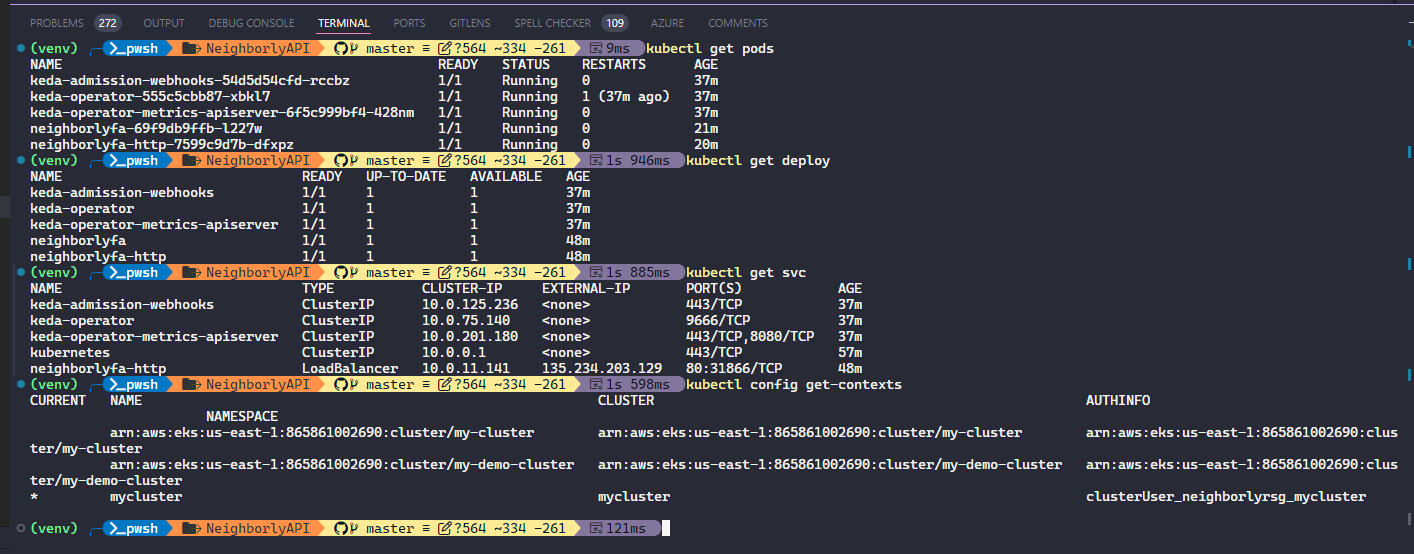 PROBLEMS 272 OUTPUT DEBUG CONSOLE TERMINAL PORTS GITLENS SPELL CHECKER 109 AZURE COMMENTS
(venv) >_pwsh NeighborlyAPI master ≡ ?564 ~334 -261 9ms kubectl get pods
NAME READY STATUS RESTARTS AGE
keda-admission-webhooks-54d5d54cfd-rccbz 1/1 Running 0 37m
keda-operator-555c5cbb87-xbkl7 1/1 Running 1 (37m ago) 37m
keda-operator-metrics-apiserver-6f5c999bf4-428nm 1/1 Running 0 37m
neighborlyfa-69f9db9ffb-l227w 1/1 Running 0 21m
neighborlyfa-http-7599c9d7b-dfxpz 1/1 Running 0 20m
(venv) >_pwsh NeighborlyAPI master ≡ ?564 ~334 -261 1s 946ms kubectl get deploy
NAME READY UP-TO-DATE AVAILABLE AGE
keda-admission-webhooks 1/1 1 1 37m
keda-operator 1/1 1 1 37m
keda-operator-metrics-apiserver 1/1 1 1 37m
neighborlyfa 1/1 1 1 48m
neighborlyfa-http 1/1 1 1 48m
(venv) >_pwsh NeighborlyAPI master ≡ ?564 ~334 -261 1s 885ms kubectl get svc
NAME TYPE CLUSTER-IP EXTERNAL-IP PORT(S) AGE
keda-admission-webhooks ClusterIP 10.0.125.236 <none> 443/TCP 37m
keda-operator ClusterIP 10.0.75.140 <none> 9666/TCP 37m
keda-operator-metrics-apiserver ClusterIP 10.0.201.180 <none> 443/TCP,8080/TCP 37m
kubernetes ClusterIP 10.0.0.1 <none> 443/TCP 57m
neighborlyfa-http LoadBalancer 10.0.11.141 135.234.203.129 80:31866/TCP 48m
(venv) >_pwsh NeighborlyAPI master ≡ ?564 ~334 -261 1s 598ms kubectl config get-contexts
CURRENT NAME CLUSTER AUTHINFO
NAMESPACE
arn:aws:eks:us-east-1:865861002690:cluster/my-cluster arn:aws:eks:us-east-1:865861002690:cluster/my-cluster arn:aws:eks:us-east-1:865861002690:clus
ter/my-cluster
arn:aws:eks:us-east-1:865861002690:cluster/my-demo-cluster arn:aws:eks:us-east-1:865861002690:cluster/my-demo-cluster arn:aws:eks:us-east-1:865861002690:clus
ter/my-demo-cluster
* mycluster mycluster clusterUser_neighborlyrsg_mycluster
(venv) >_pwsh NeighborlyAPI master ≡ ?564 ~334 -261 121ms